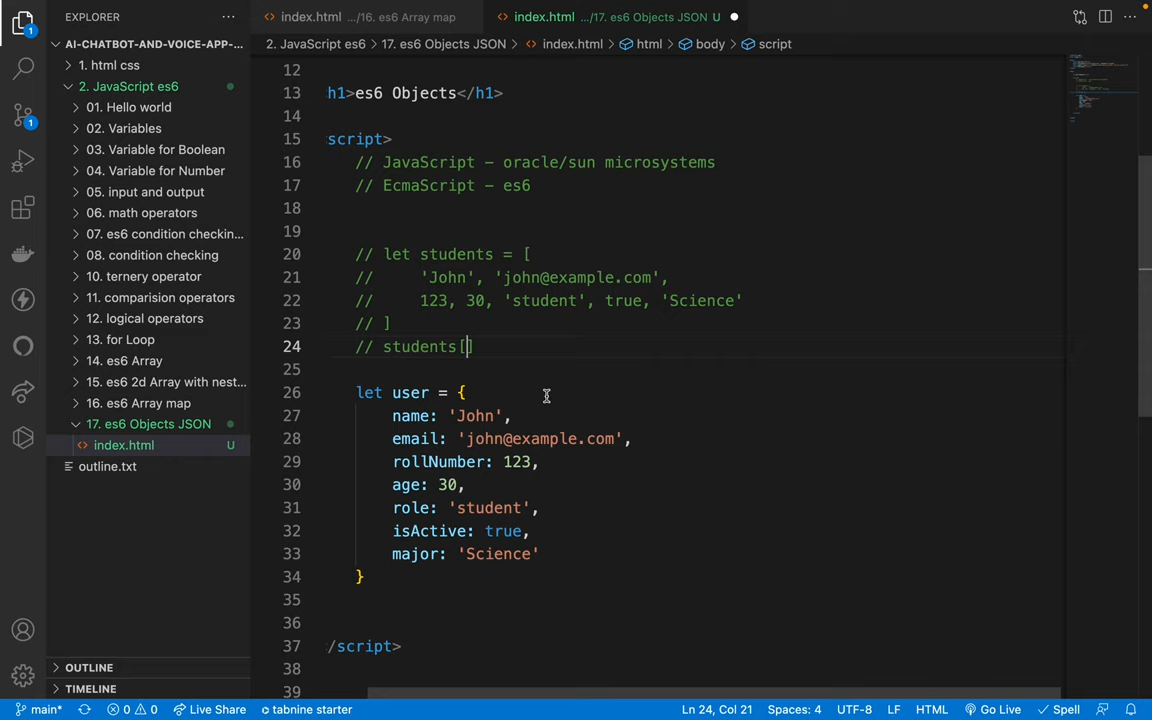 EXPLORER
index.html .../16. es6 Array map
index.html .../17. es6 Objects JSON U
AI-CHATBOT-AND-VOICE-APP-...
2. JavaScript es6 > 17. es6 Objects JSON > index.html > html > body > script
1. html css
2. JavaScript es6
01. Hello world
02. Variables
03. Variable for Boolean
04. Variable for Number
05. input and output
06. math operators
07. es6 condition checkin...
08. condition checking
10. ternery operator
11. comparision operators
12. logical operators
13. for Loop
14. es6 Array
15. es6 2d Array with nest...
16. es6 Array map
17. es6 Objects JSON
index.html U
outline.txt
OUTLINE
TIMELINE
1
1
12
13 h1>es6 Objects</h1>
14
15 script>
16 // JavaScript - oracle/sun microsystems
17 // EcmaScript - es6
18
19
20 // let students = [
21 // 'John', 'john@example.com',
22 // 123, 30, 'student', true, 'Science'
23 // ]
24 // students[]
25
26 let user = {
27 name: 'John',
28 email: 'john@example.com',
29 rollNumber: 123,
30 age: 30,
31 role: 'student',
32 isActive: true,
33 major: 'Science'
34 }
35
36
37 /script>
38
39
main* 0 0 Live Share tabnine starter Ln 24, Col 21 Spaces: 4 UTF-8 LF HTML Go Live Spell